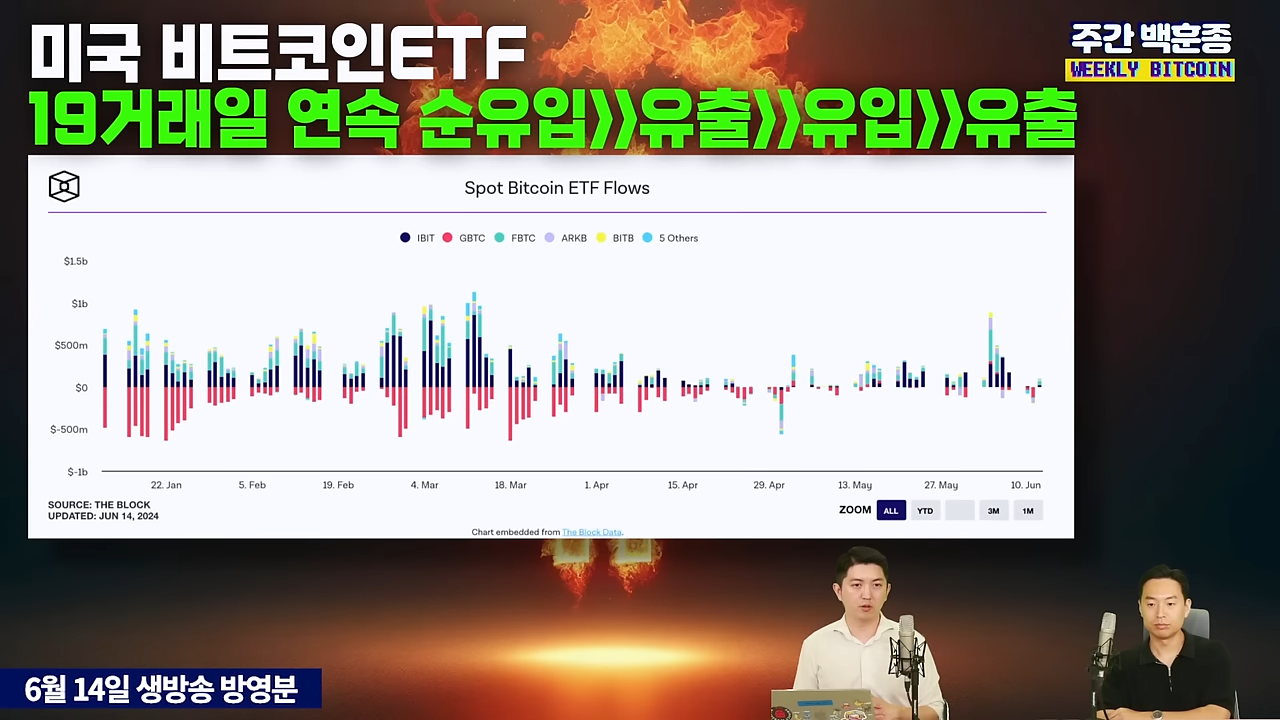 미국 비트코인ETF
19거래일 연속 순유입》유출》유입》유출
주간 백훈종
WEEKLY BITCOIN
Spot Bitcoin ETF Flows
IBIT GBTC FBTC ARKB BITB 5 Others
$1.5b
$1b
$500m
$0
$-500m
$-1b
22. Jan 5. Feb 19. Feb 4. Mar 18. Mar 1. Apr 15. Apr 29. Apr 13. May 27. May 10. Jun
SOURCE: THE BLOCK
UPDATED: JUN 14, 2024
ZOOM ALL YTD 3M 1M
Chart embedded from The Block Data.
6월 14일 생방송 방영분